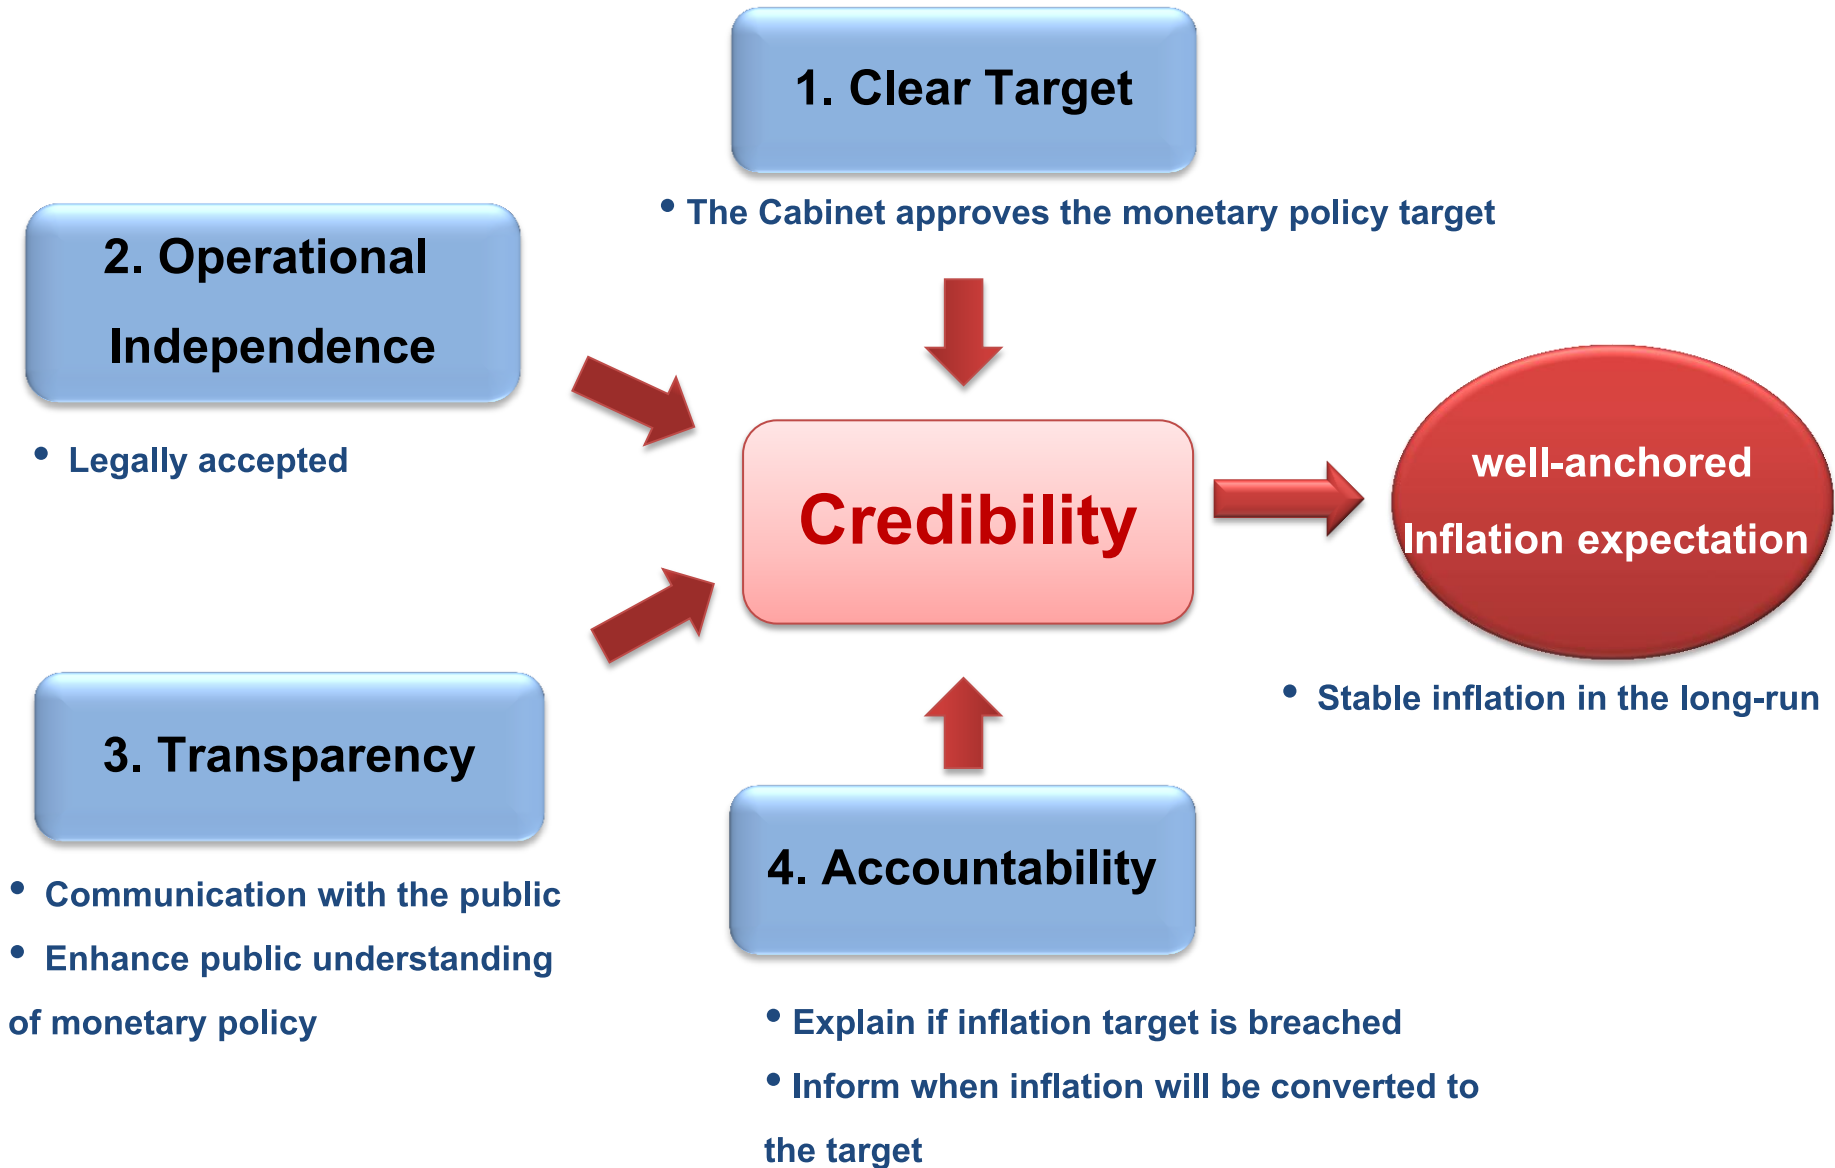 1. Clear Target
• The Cabinet approves the monetary policy target
2. Operational
Independence
• Legally accepted
Credibility
well-anchored
Inflation expectation
• Stable inflation in the long-run
3. Transparency
• Communication with the public
• Enhance public understanding
of monetary policy
4. Accountability
• Explain if inflation target is breached
• Inform when inflation will be converted to
the target